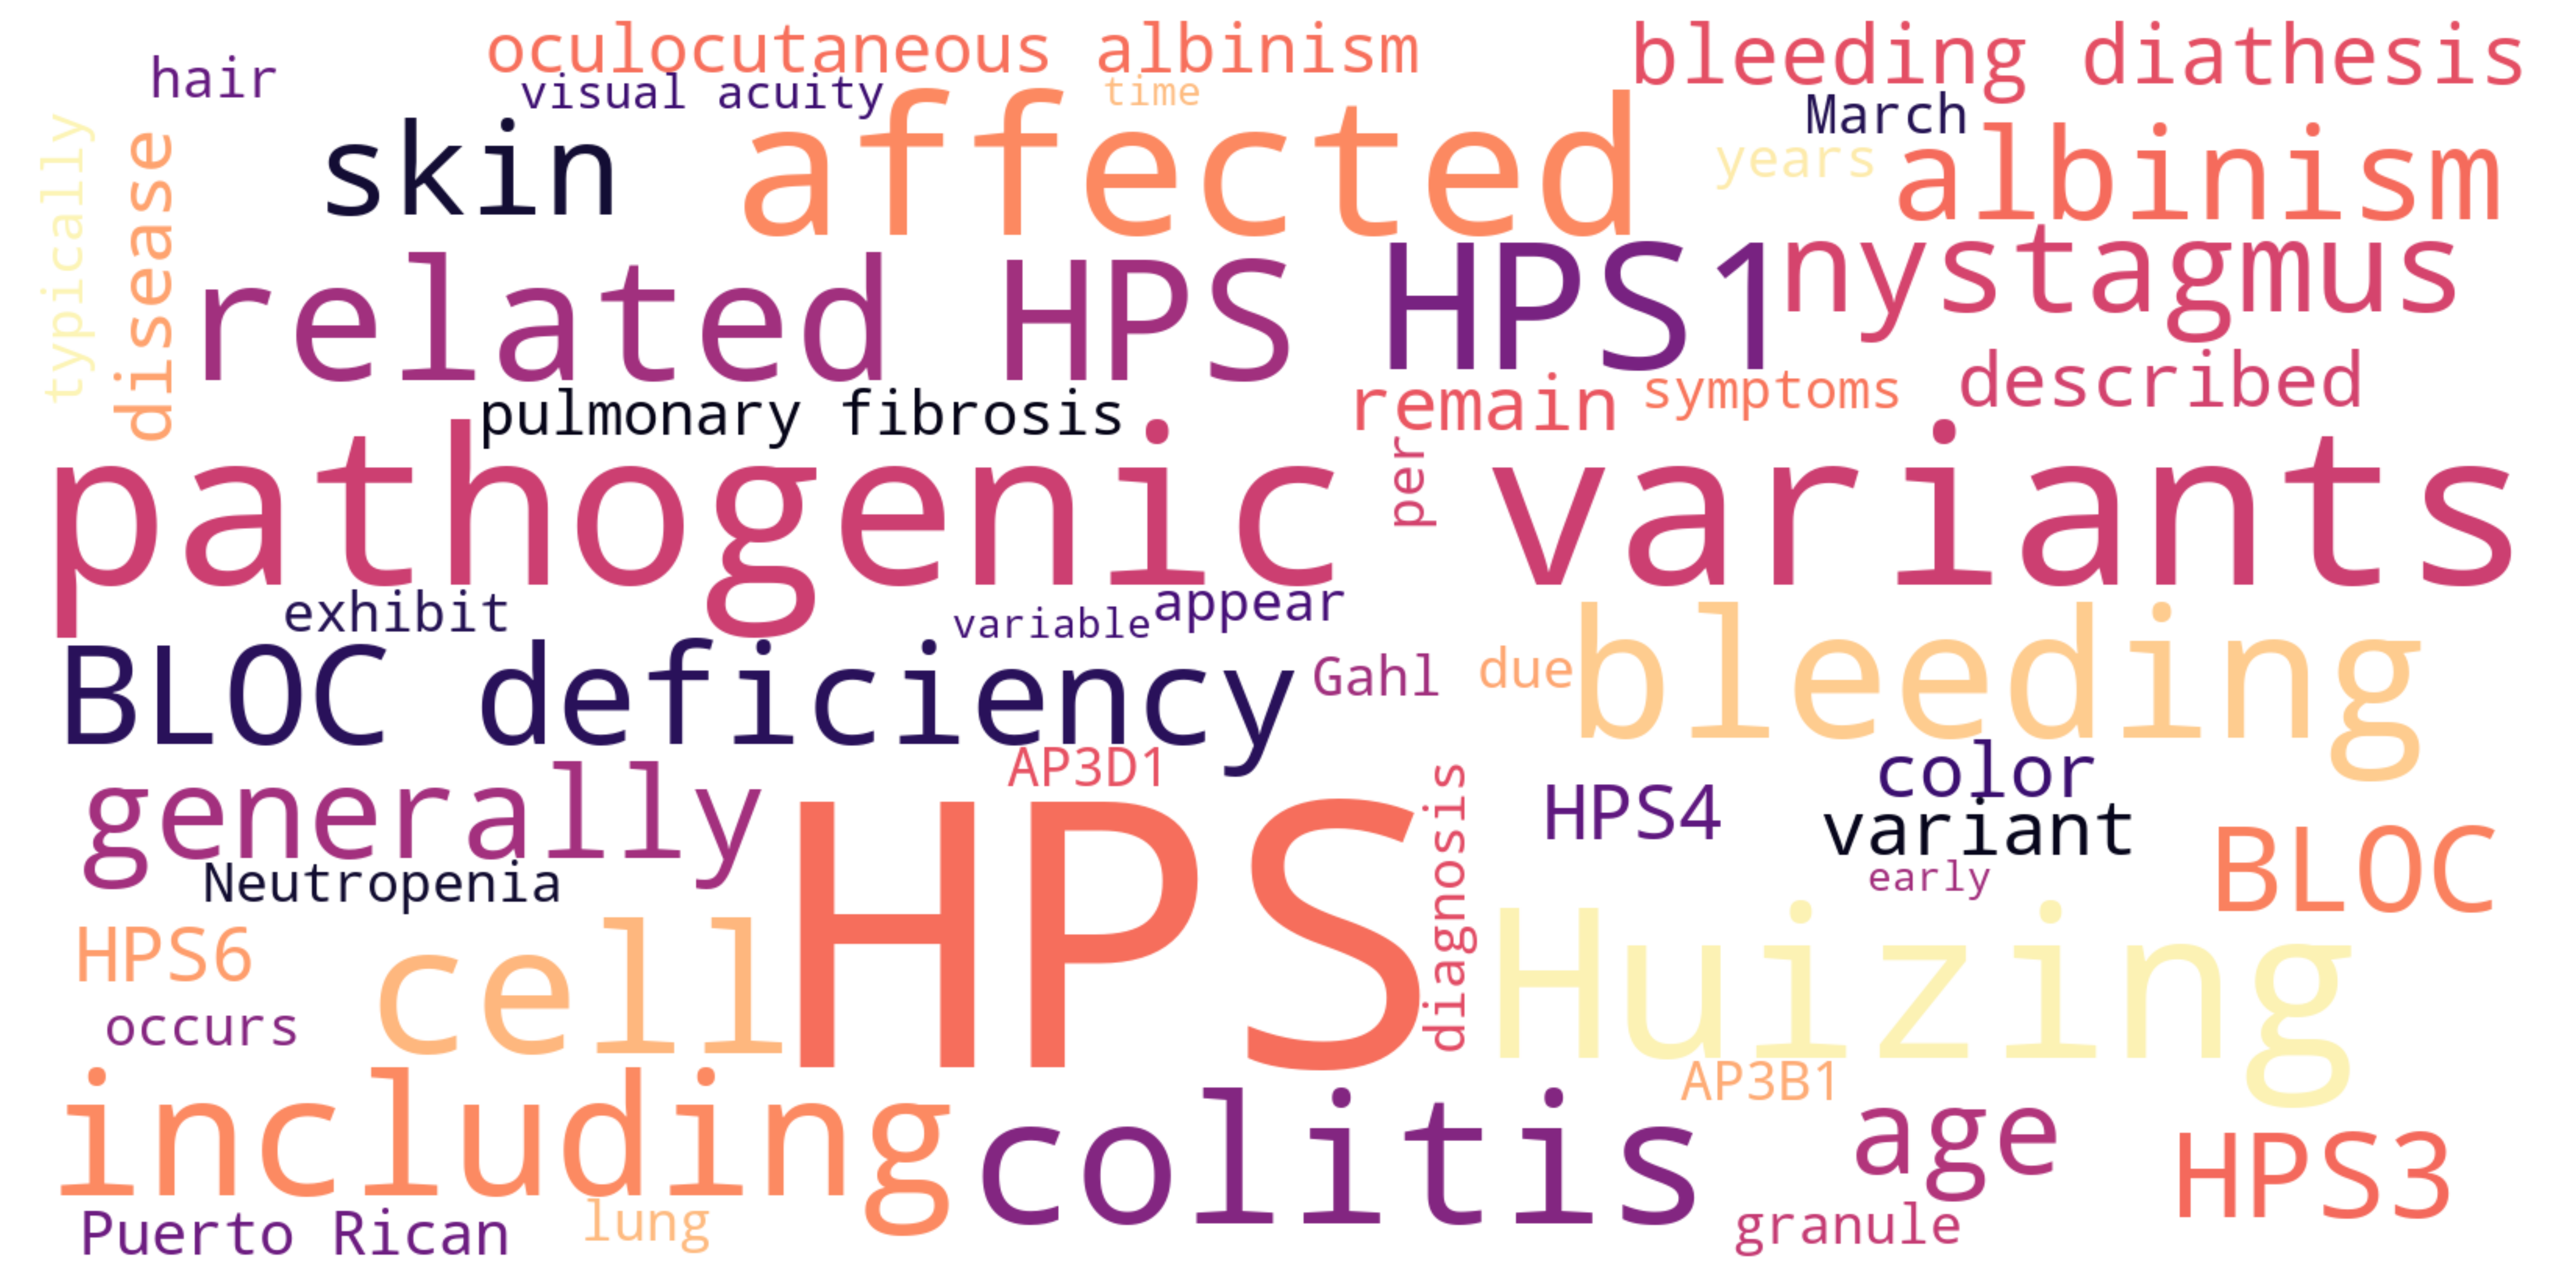 oculocutaneous albinism
bleeding diathesis
hair
visual acuity
time
March
typically
disease
skin
affected
years
albinism
related HPS
HPS1
nystagmus
pulmonary fibrosis
remain
symptoms
described
per
pathogenic variants
exhibit
variable
appear
BLOC deficiency
Gahl
due
bleeding
AP3D1
generally
HPS
diagnosis
HPS4
color
variant
early
BLOC
Neutropenia
HPS6
cell
Huizing
occurs
including
colitis
AP3B1
age
HPS3
Puerto Rican
lung
granule